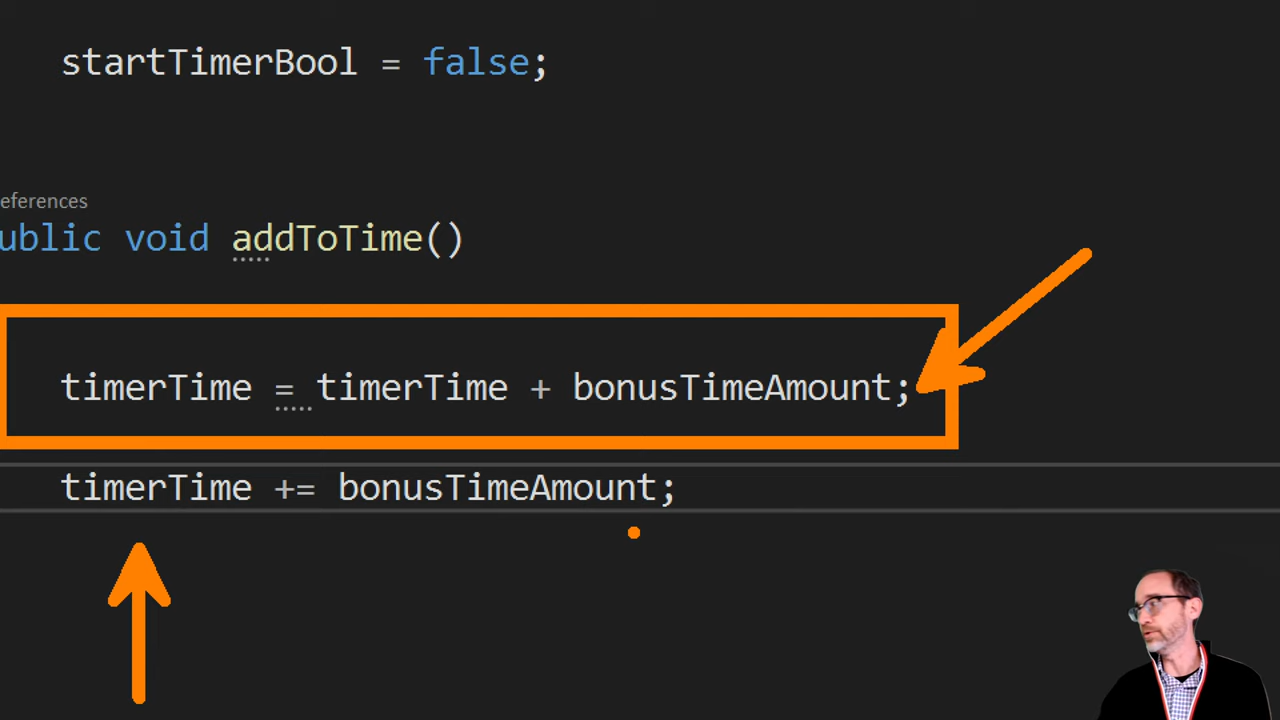 startTimerBool = false;
eferences
ublic void addToTime()
timerTime = timerTime + bonusTimeAmount;
timerTime += bonusTimeAmount;